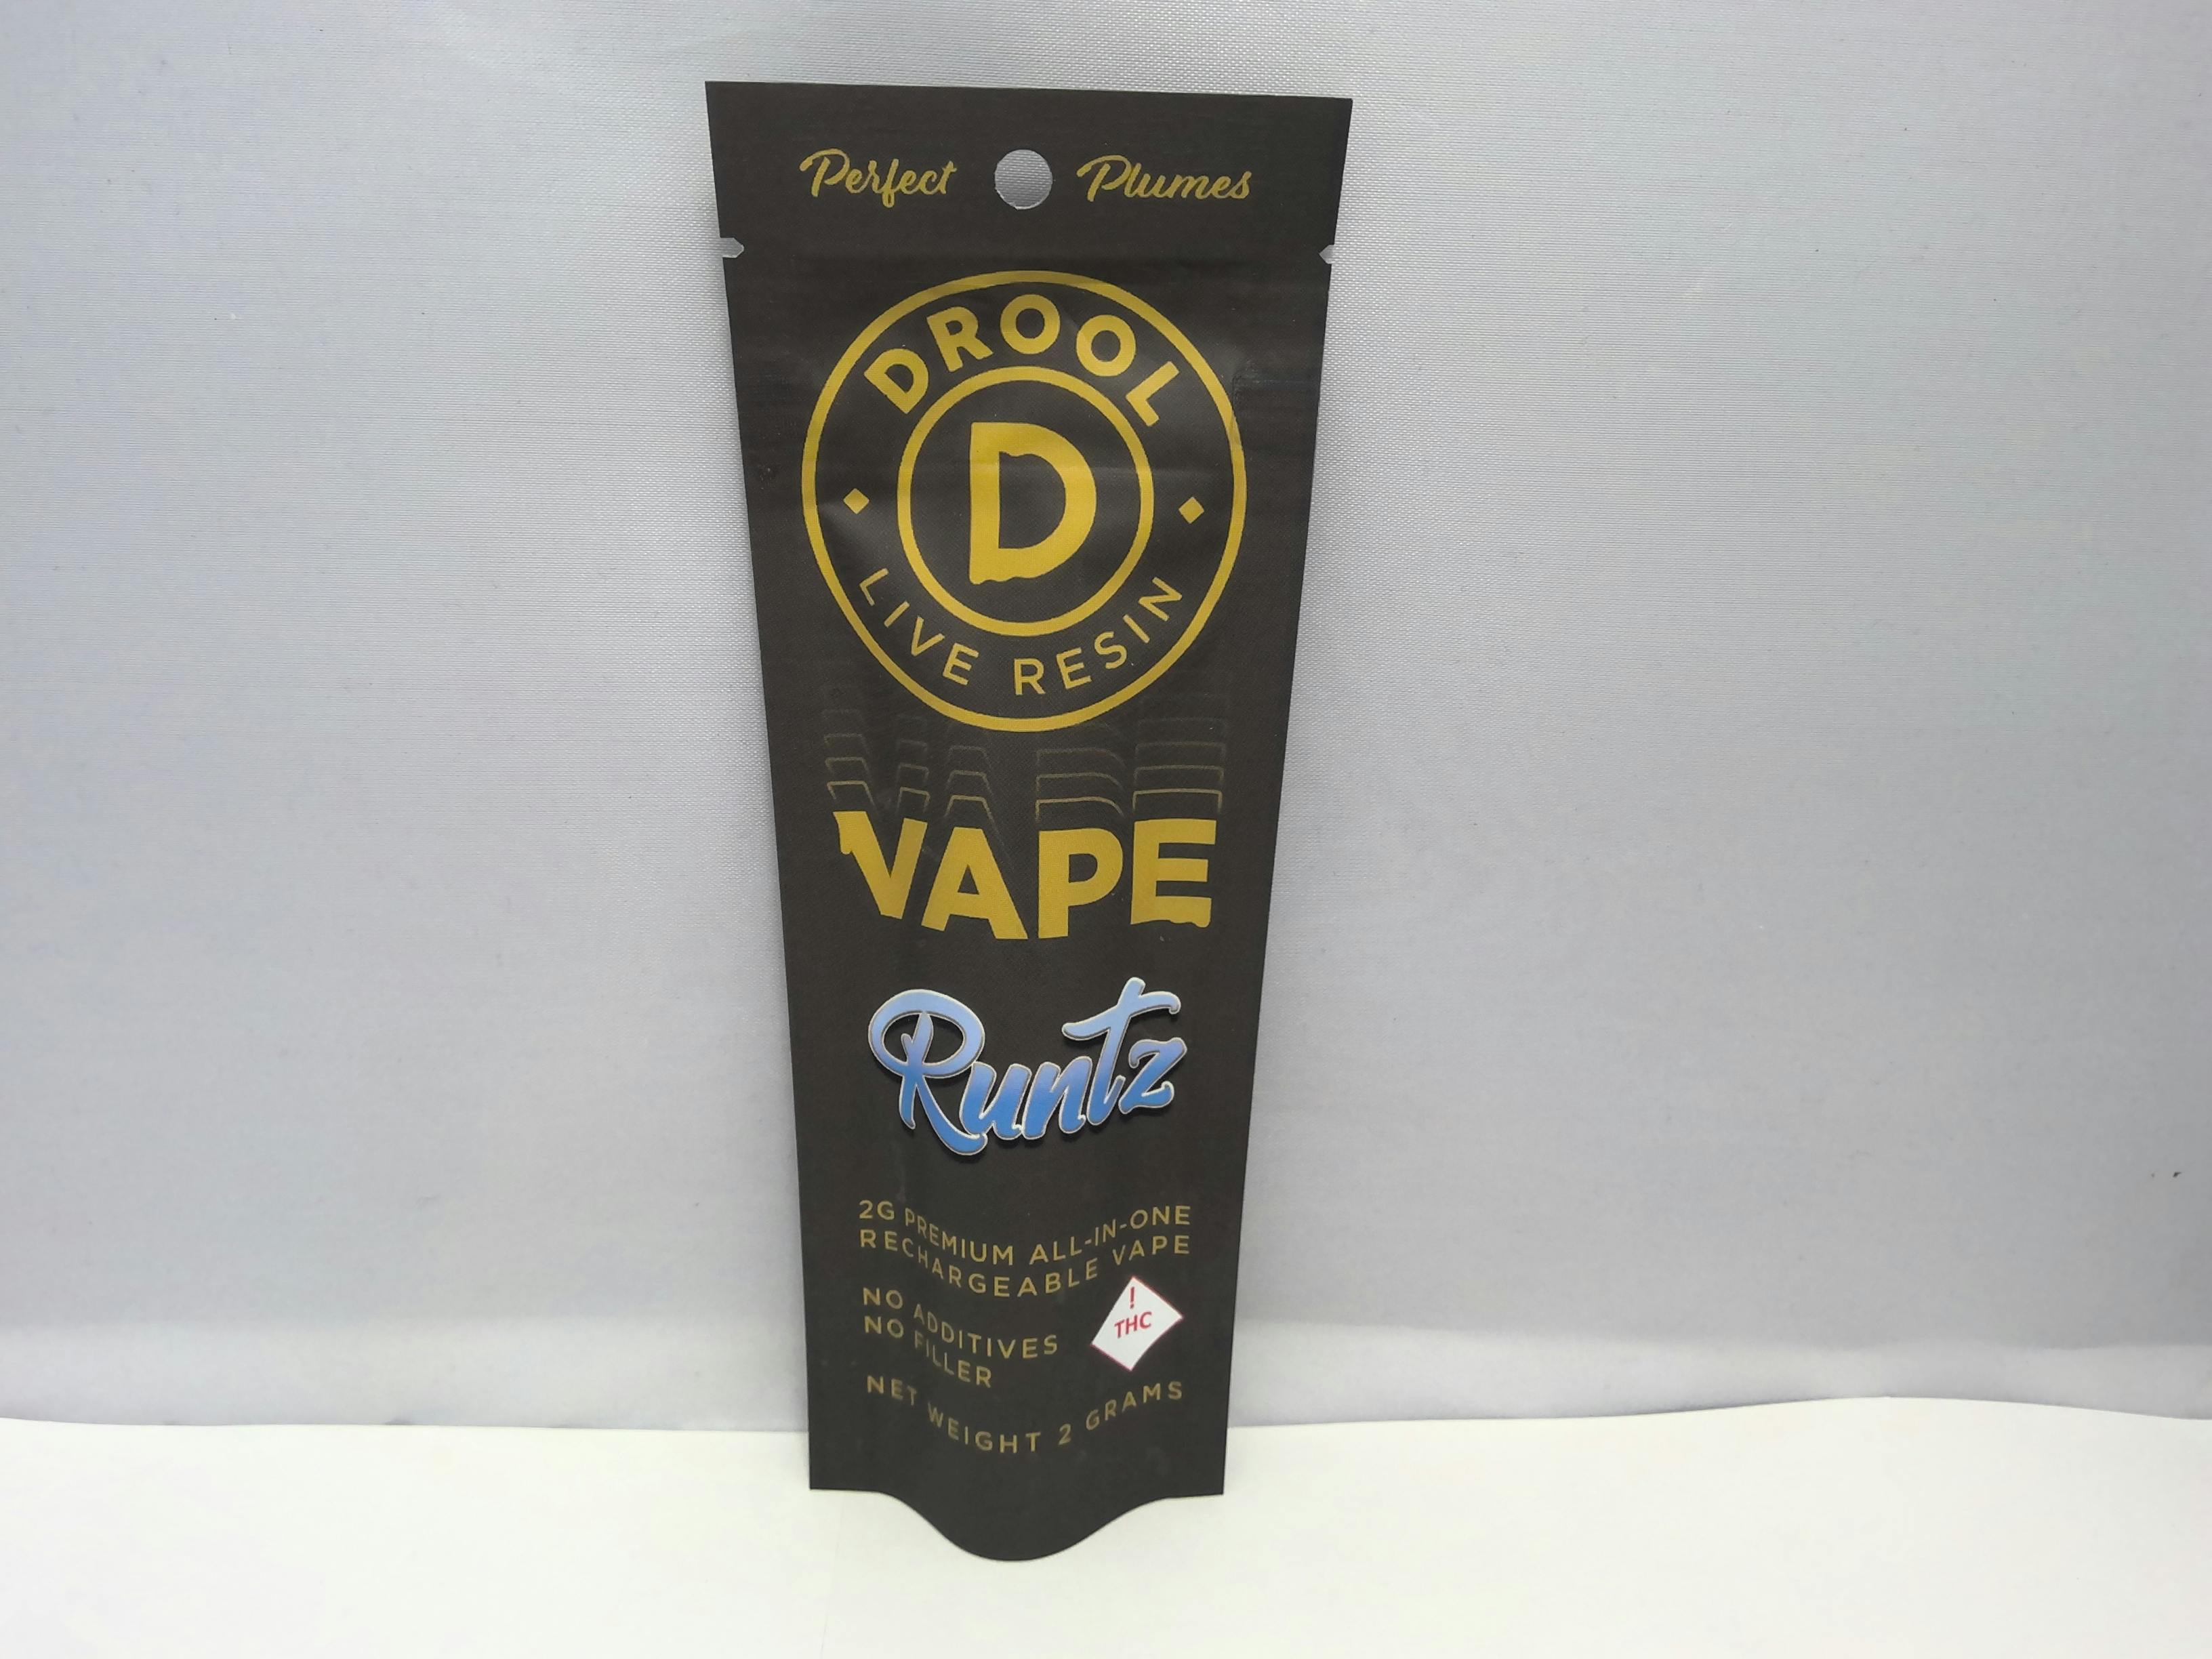 Perfect Plumes
DROOL
D
LIVE RESIN
VAPE
Runtz
2G PREMIUM ALL-IN-ONE
RECHARGEABLE VAPE
NO ADDITIVES
NO FILLER
!
THC
NET WEIGHT 2 GRAMS